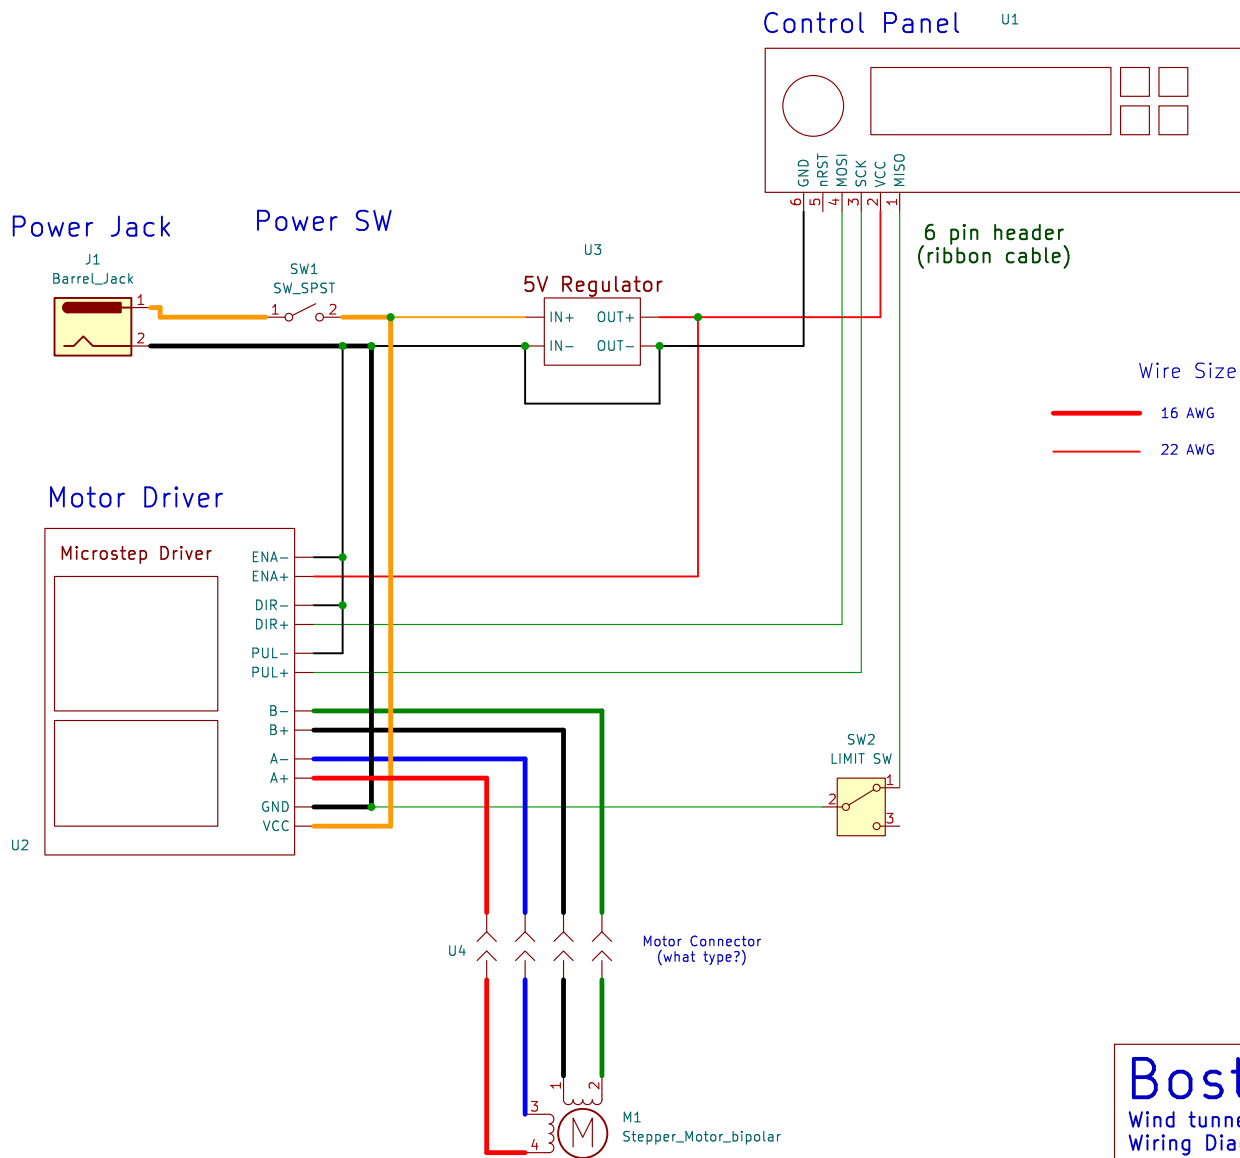 Control Panel
U1
GND
nRST
MOSI
SCK
VCC
MISO
6
5
4
3
2
1
6 pin header
(ribbon cable)
Power Jack
J1
Barrel_Jack
1
2
Power SW
SW1
SW_SPST
1
2
U3
5V Regulator
IN+
OUT+
IN-
OUT-
Wire Size
16 AWG
22 AWG
Motor Driver
Microstep Driver
ENA-
ENA+
DIR-
DIR+
PUL-
PUL+
B-
B+
A-
A+
GND
VCC
U2
SW2
LIMIT SW
1
2
3
U4
Motor Connector
(what type?)
1
2
3
4
M
M1
Stepper_Motor_bipolar
Bost
Wind tunne
Wiring Dia